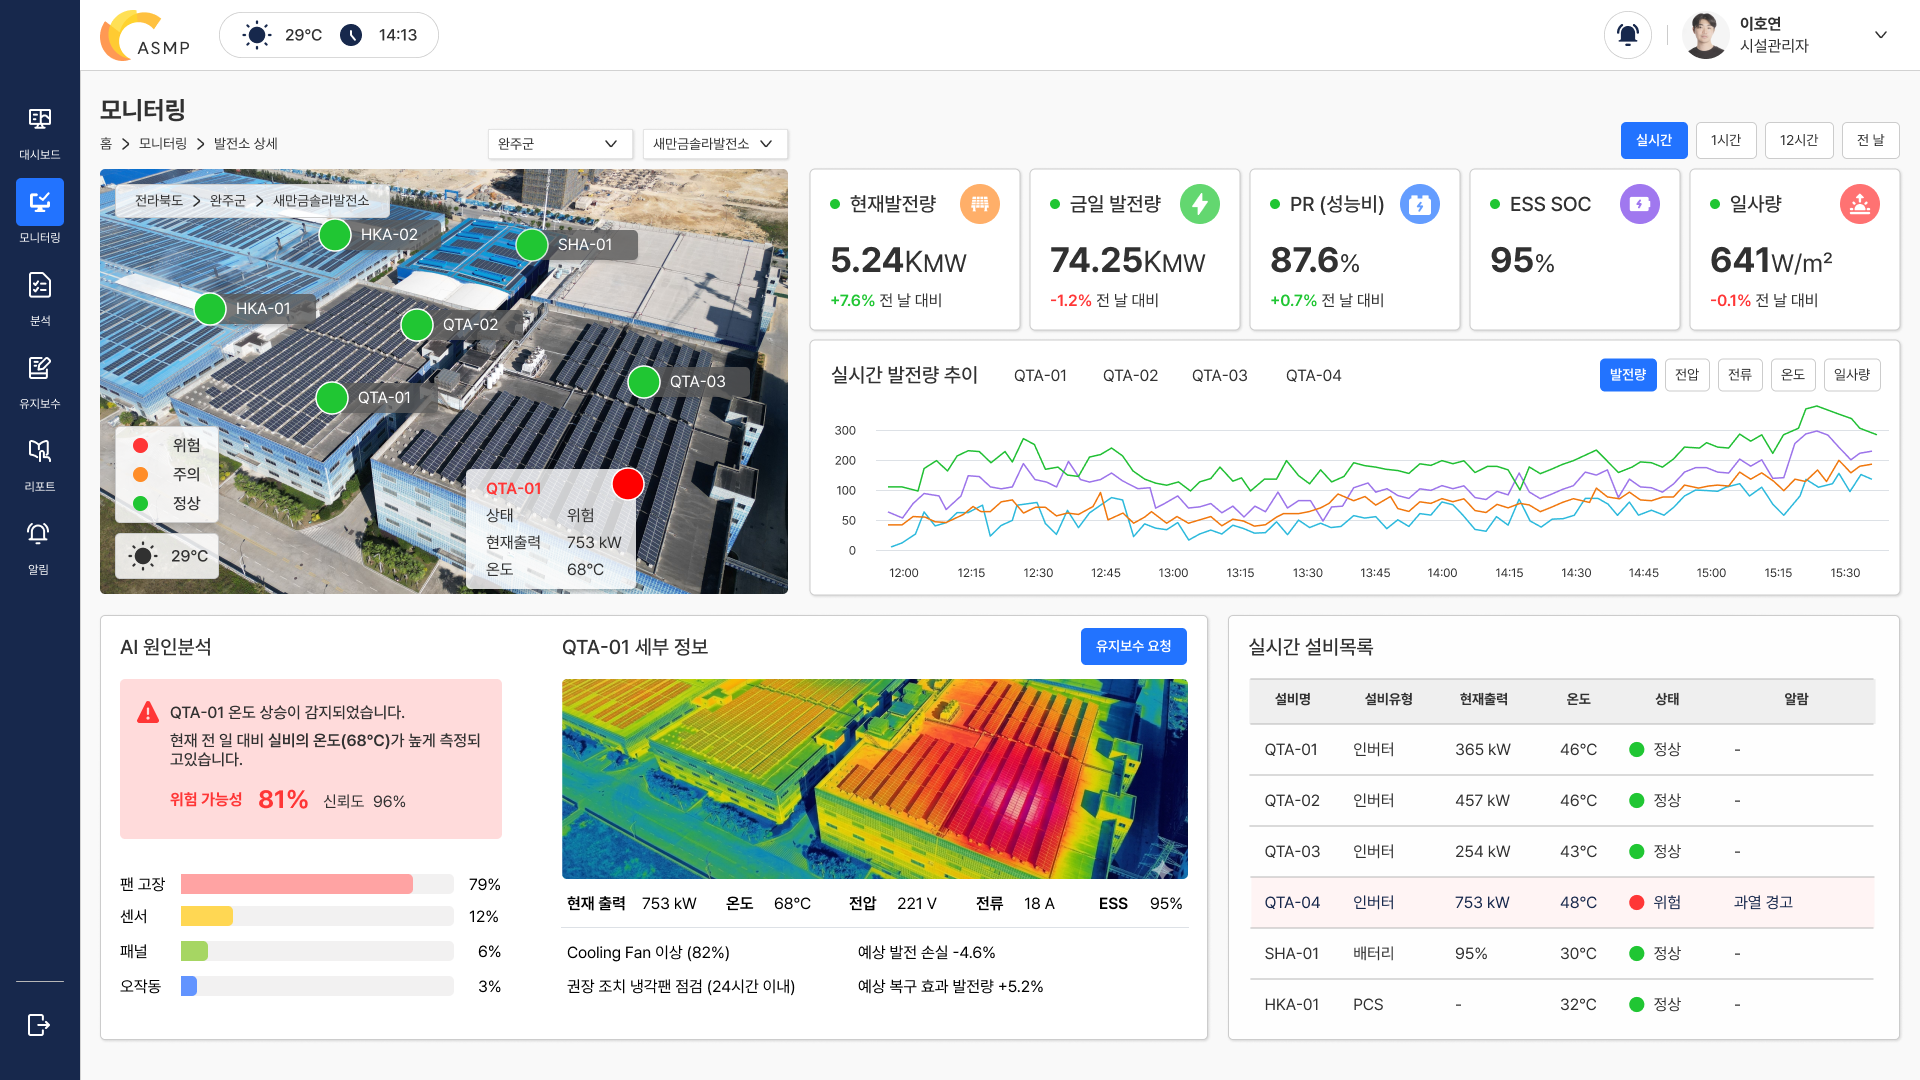 ASMP
29°C
14:13
이호연
시설관리자
대시보드
모니터링
분석
유지보수
리포트
알림
모니터링
홈 > 모니터링 > 발전소 상세
완주군
새만금솔라발전소
실시간
1시간
12시간
전 날
전라북도 > 완주군 > 새만금솔라발전소
HKA-02
SHA-01
HKA-01
QTA-02
QTA-03
QTA-01
위험
주의
정상
29°C
QTA-01
상태 위험
현재출력 753 kW
온도 68°C
현재발전량
5.24KMW
+7.6% 전 날 대비
금일 발전량
74.25KMW
-1.2% 전 날 대비
PR (성능비)
87.6%
+0.7% 전 날 대비
ESS SOC
95%
일사량
641W/m²
-0.1% 전 날 대비
실시간 발전량 추이
QTA-01 QTA-02 QTA-03 QTA-04
발전량 전압 전류 온도 일사량
300
200
100
50
0
12:00 12:15 12:30 12:45 13:00 13:15 13:30 13:45 14:00 14:15 14:30 14:45 15:00 15:15 15:30
AI 원인분석
QTA-01 온도 상승이 감지되었습니다.
현재 전 일 대비 실비의 온도(68°C)가 높게 측정되
고있습니다.
위험 가능성 81% 신뢰도 96%
팬 고장 79%
센서 12%
패널 6%
오작동 3%
QTA-01 세부 정보
유지보수 요청
현재 출력 753 kW 온도 68°C 전압 221 V 전류 18 A ESS 95%
Cooling Fan 이상 (82%) 예상 발전 손실 -4.6%
권장 조치 냉각팬 점검 (24시간 이내) 예상 복구 효과 발전량 +5.2%
실시간 설비목록
설비명 설비유형 현재출력 온도 상태 알람
QTA-01 인버터 365 kW 46°C 정상 -
QTA-02 인버터 457 kW 46°C 정상 -
QTA-03 인버터 254 kW 43°C 정상 -
QTA-04 인버터 753 kW 48°C 위험 과열 경고
SHA-01 배터리 95% 30°C 정상 -
HKA-01 PCS - 32°C 정상 -